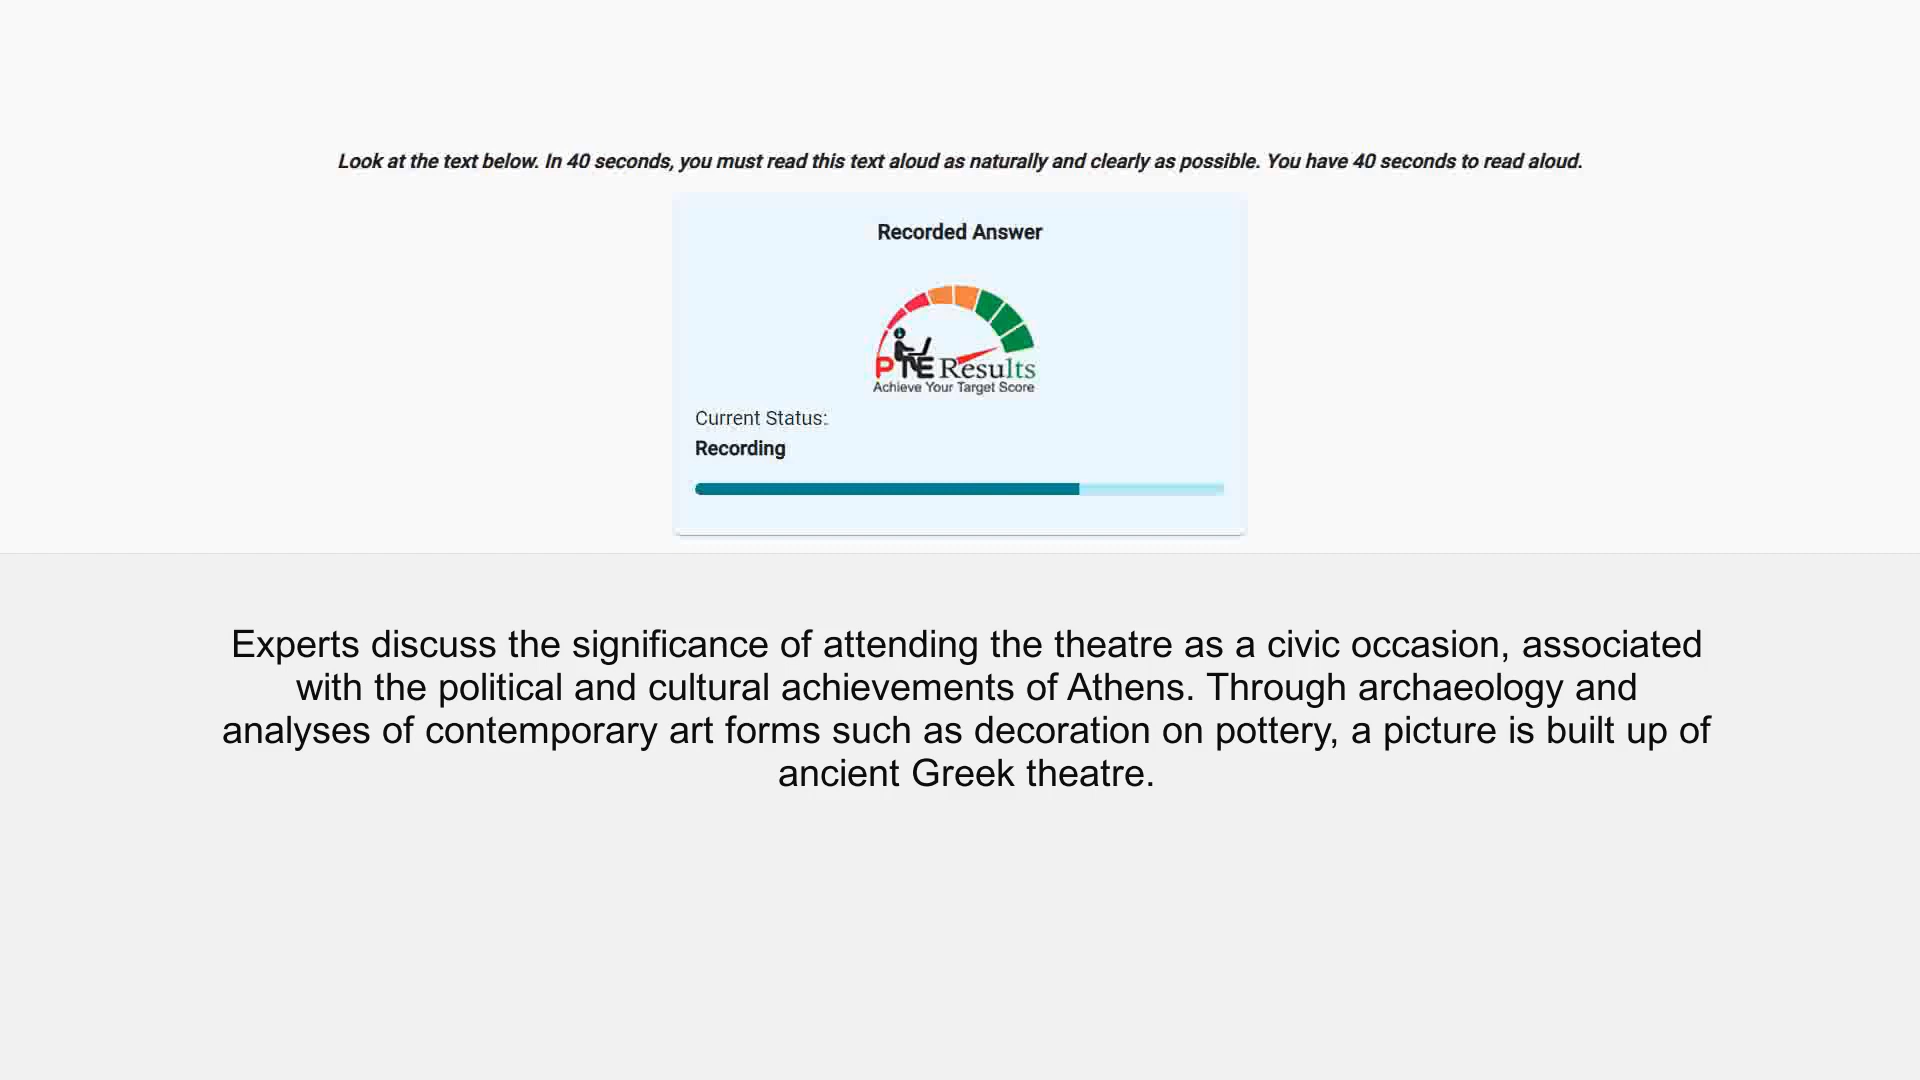 Look at the text below. In 40 seconds, you must read this text aloud as naturally and clearly as possible. You have 40 seconds to read aloud.
Recorded Answer
PTE Results
Achieve Your Target Score
Current Status:
Recording
Experts discuss the significance of attending the theatre as a civic occasion, associated
with the political and cultural achievements of Athens. Through archaeology and
analyses of contemporary art forms such as decoration on pottery, a picture is built up of
ancient Greek theatre.